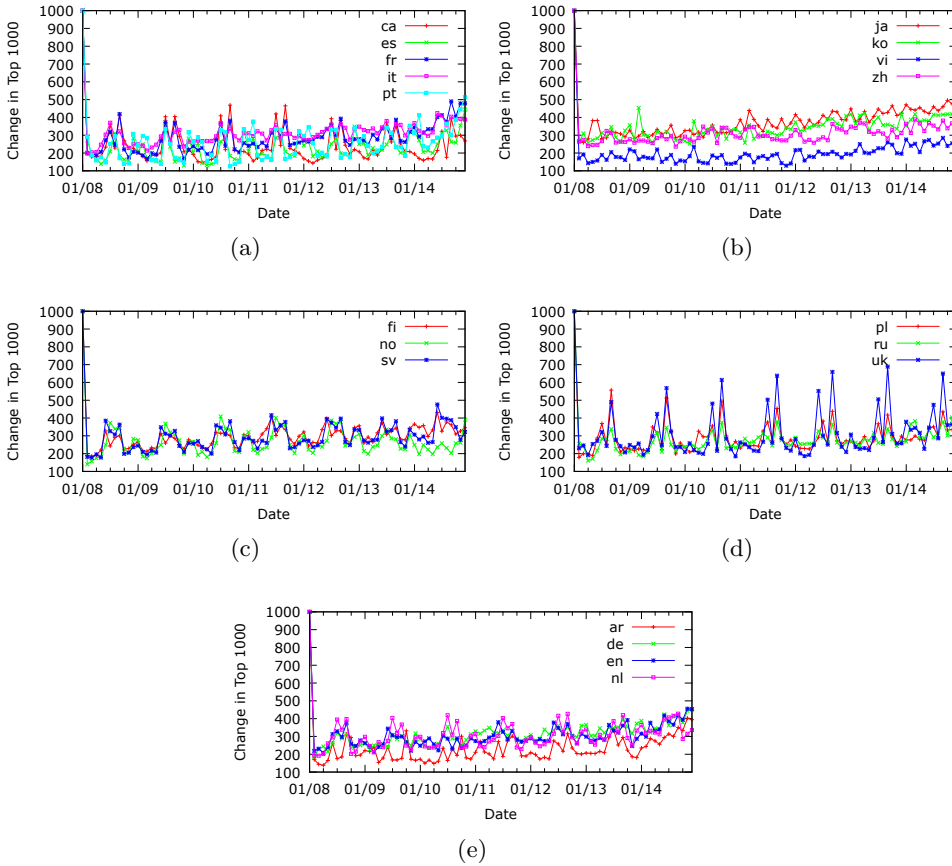 1000
900
800
700
600
500
400
300
200
100
01/08 01/09 01/10 01/11 01/12 01/13 01/14
Change in Top 1000
Date
ca
es
fr
it
pt
(a)
1000
900
800
700
600
500
400
300
200
100
01/08 01/09 01/10 01/11 01/12 01/13 01/14
Change in Top 1000
Date
ja
ko
vi
zh
(b)
1000
900
800
700
600
500
400
300
200
100
01/08 01/09 01/10 01/11 01/12 01/13 01/14
Change in Top 1000
Date
fi
no
sv
(c)
1000
900
800
700
600
500
400
300
200
100
01/08 01/09 01/10 01/11 01/12 01/13 01/14
Change in Top 1000
Date
pl
ru
uk
(d)
1000
900
800
700
600
500
400
300
200
100
01/08 01/09 01/10 01/11 01/12 01/13 01/14
Change in Top 1000
Date
ar
de
en
nl
(e)